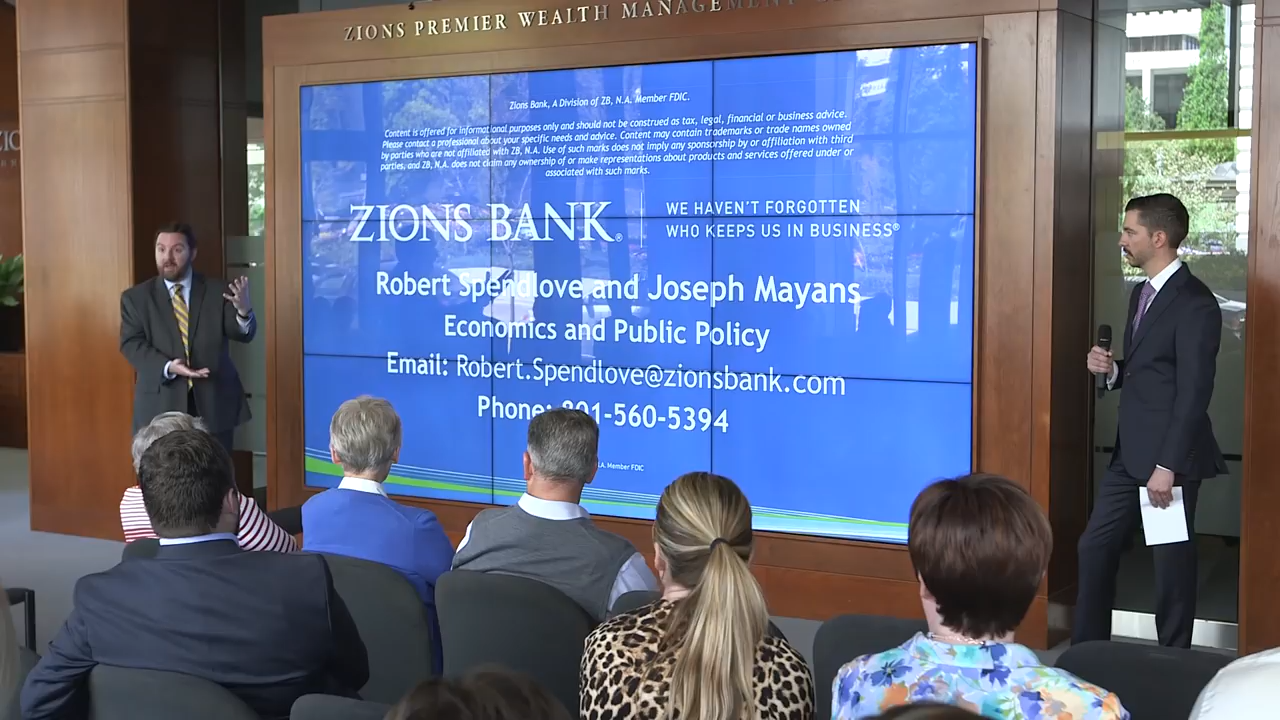 ZIONS PREMIER WEALTH MANAGEMENT
Zions Bank, A Division of ZB, N.A. Member FDIC.
Content is offered for informational purposes only and should not be construed as tax, legal, financial or business advice.
Please contact a professional about your specific needs and advice. Content may contain trademarks or trade names owned
by parties who are not affiliated with ZB, N.A. Use of such marks does not imply any sponsorship by or affiliation with third
parties, and ZB, N.A. does not claim any ownership of or make representations about products and services offered under or
associated with such marks.
ZIONS BANK®
WE HAVEN'T FORGOTTEN
WHO KEEPS US IN BUSINESS®
Robert Spendlove and Joseph Mayans
Economics and Public Policy
Email: Robert.Spendlove@zionsbank.com
Phone: 801-560-5394
.A. Member FDIC